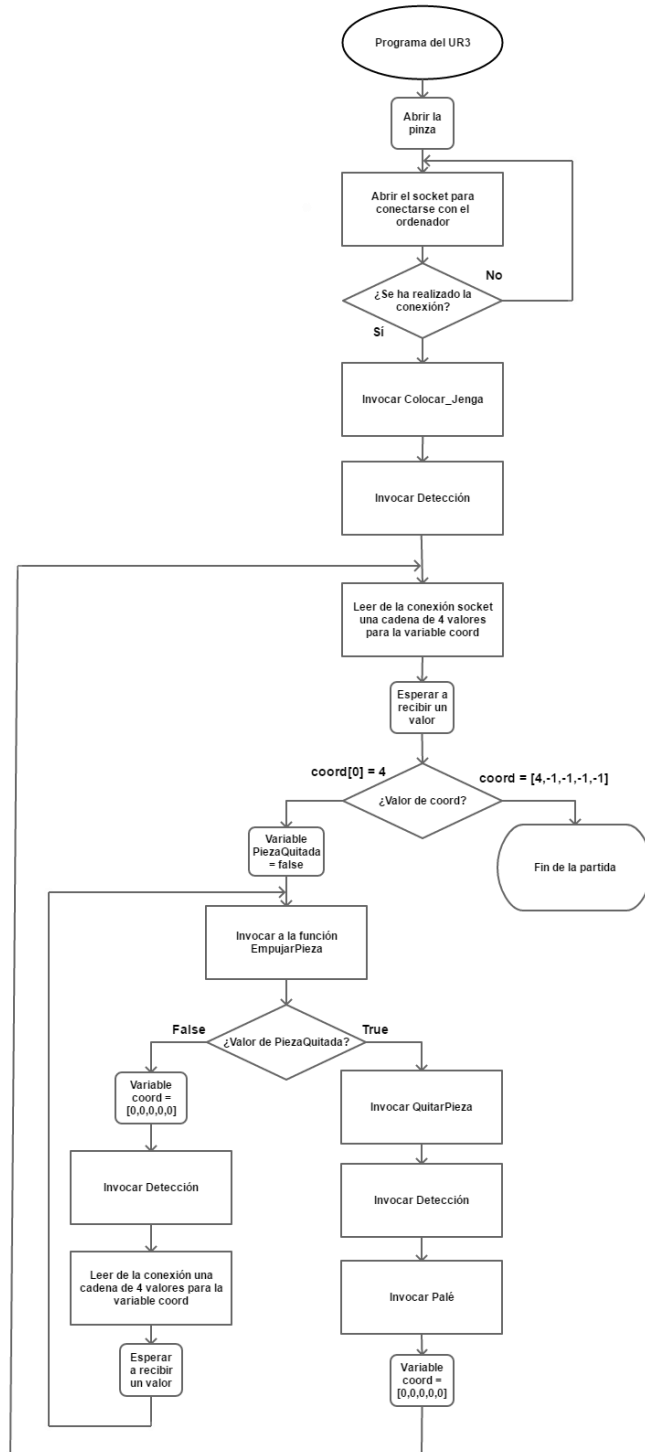 Programa del UR3
Abrir la
pinza
Abrir el socket para
conectarse con el
ordenador
No
¿Se ha realizado la
conexión?
Sí
Invocar Colocar_Jenga
Invocar Detección
Leer de la conexión socket
una cadena de 4 valores
para la variable coord
Esperar a
recibir un
valor
coord[0] = 4
coord = [4,-1,-1,-1,-1]
¿Valor de coord?
Variable
PiezaQuitada
= false
Fin de la partida
Invocar a la función
EmpujarPieza
False
True
¿Valor de PiezaQuitada?
Variable
coord =
[0,0,0,0,0]
Invocar QuitarPieza
Invocar Detección
Invocar Detección
Leer de la conexión una
cadena de 4 valores para la
variable coord
Invocar Palé
Esperar
a recibir
un valor
Variable
coord =
[0,0,0,0,0]